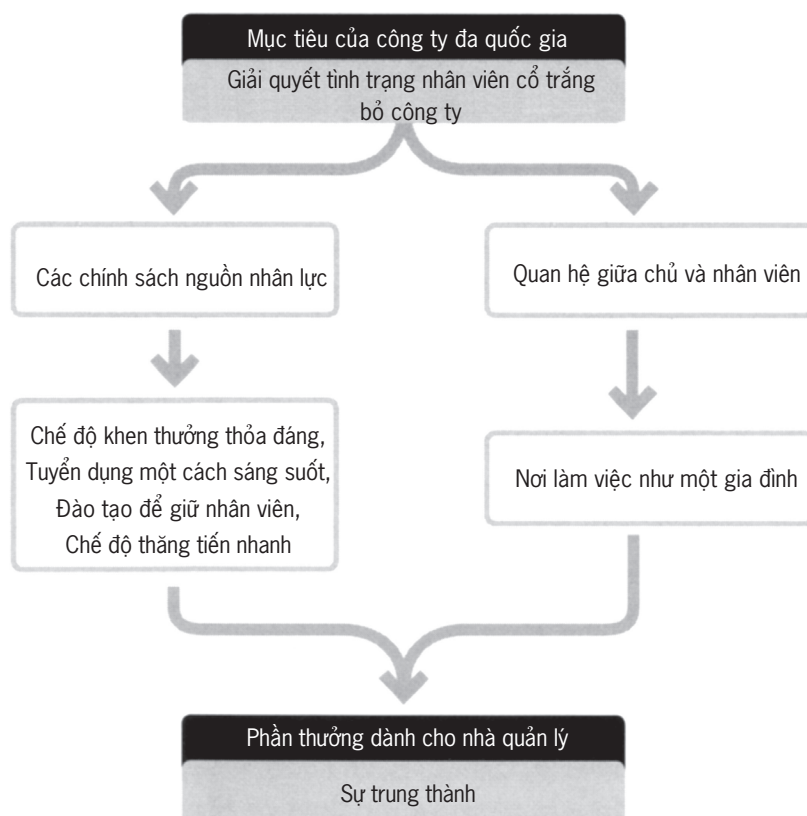 Mục tiêu của công ty đa quốc gia
Giải quyết tình trạng nhân viên cổ trắng
bỏ công ty
Các chính sách nguồn nhân lực
Quan hệ giữa chủ và nhân viên
Chế độ khen thưởng thỏa đáng,
Tuyển dụng một cách sáng suốt,
Đào tạo để giữ nhân viên,
Chế độ thăng tiến nhanh
Nơi làm việc như một gia đình
Phần thưởng dành cho nhà quản lý
Sự trung thành